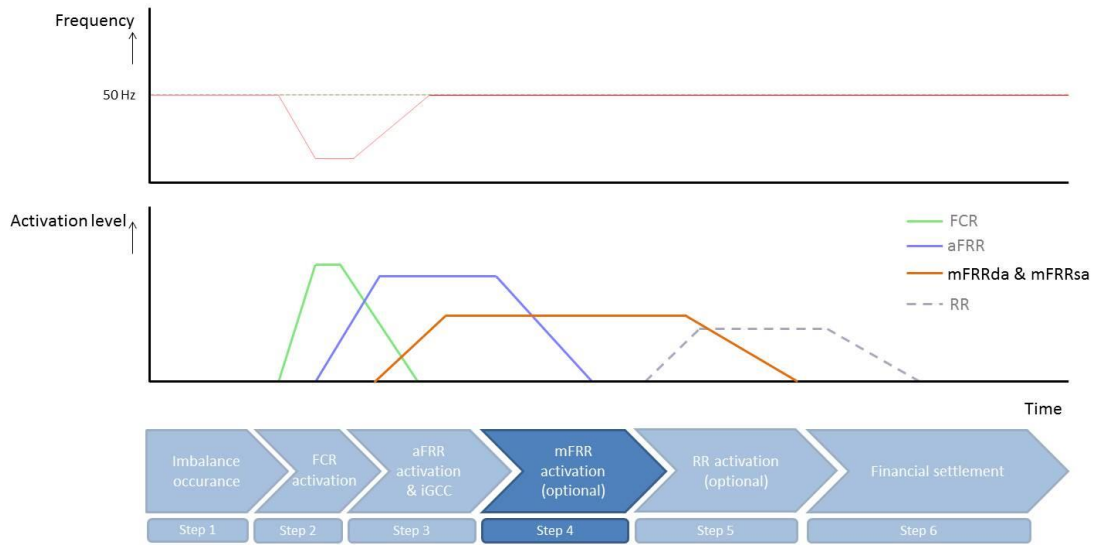 Frequency
50 Hz
Activation level
FCR
aFRR
mFRRda & mFRRsa
RR
Time
Imbalance
occurance
FCR
activation
aFRR
activation
& iGCC
mFRR
activation
(optional)
RR activation
(optional)
Financial settlement
Step 1
Step 2
Step 3
Step 4
Step 5
Step 6